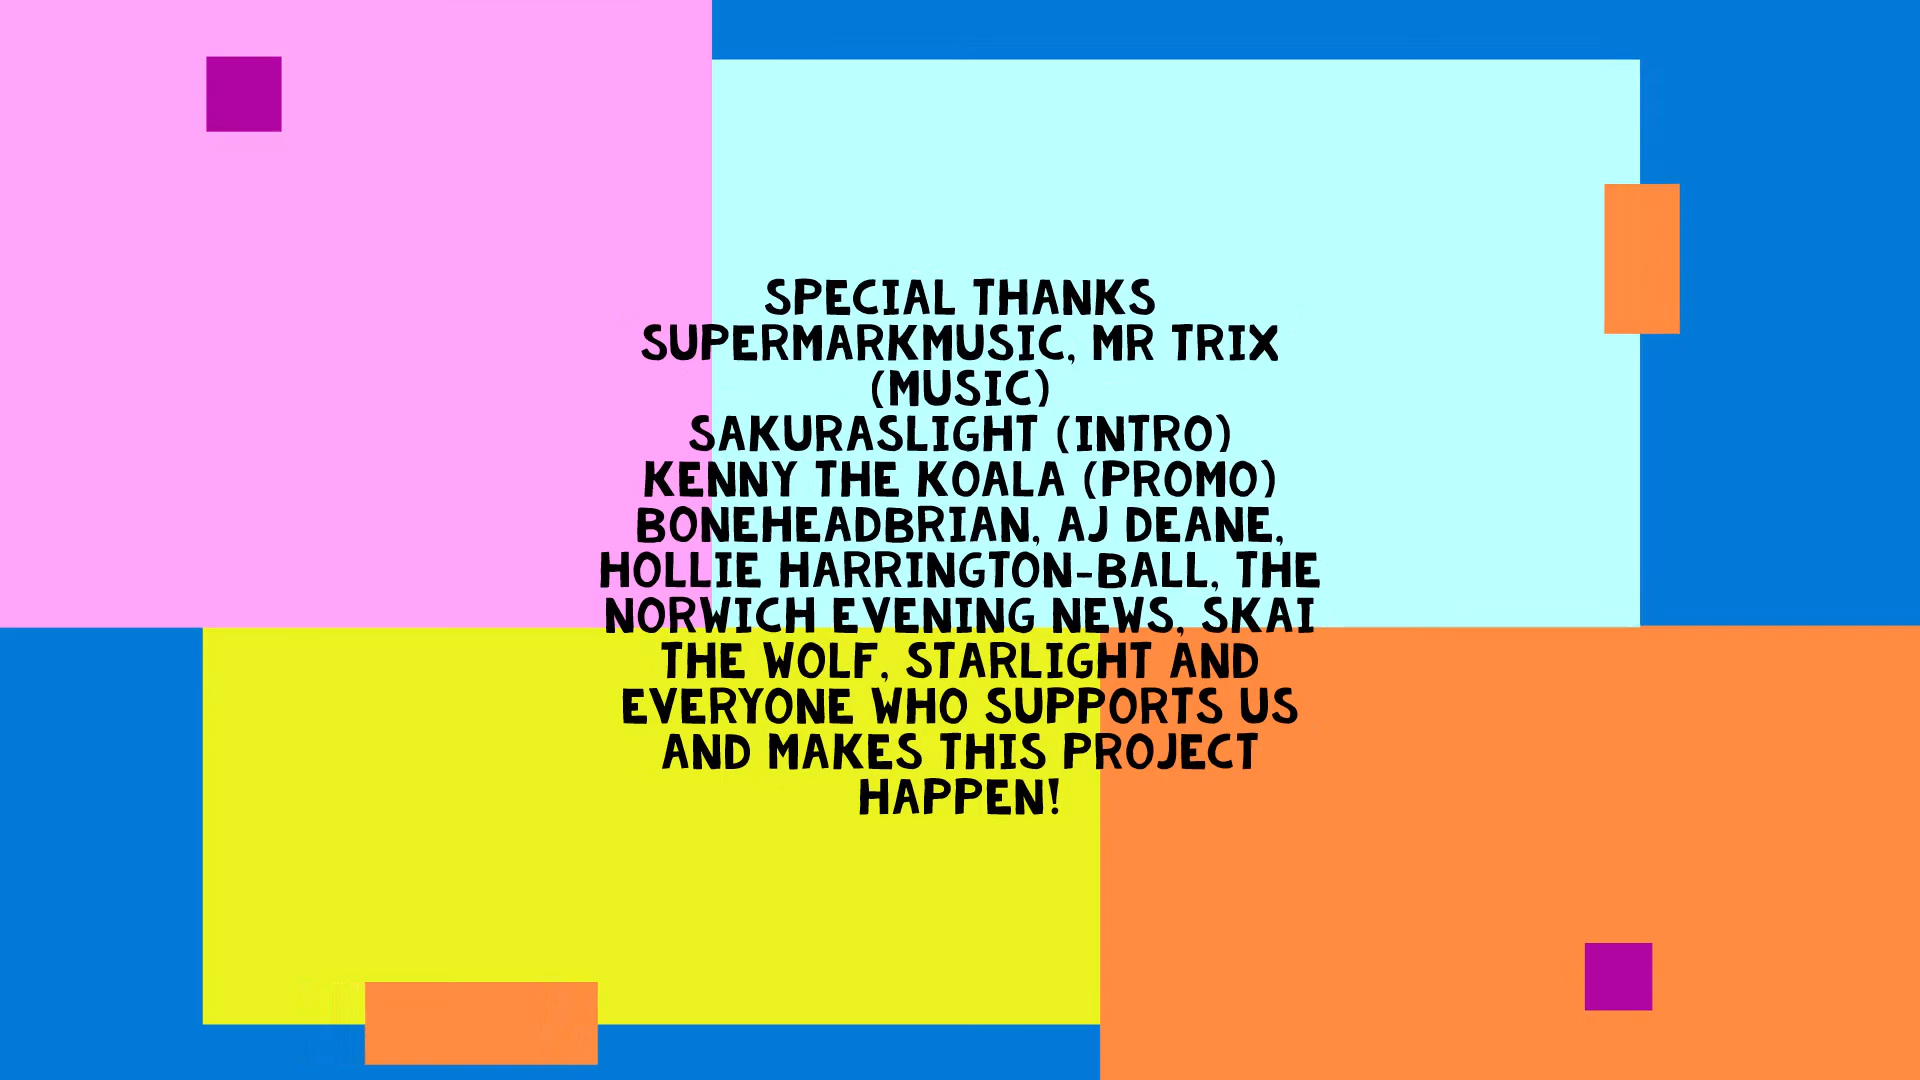 SPECIAL THANKS
SUPERMARKMUSIC, MR TRIX
(MUSIC)
SAKURASLIGHT (INTRO)
KENNY THE KOALA (PROMO)
BONEHEADBRIAN, AJ DEANE,
HOLLIE HARRINGTON-BALL, THE
NORWICH EVENING NEWS, SKAI
THE WOLF, STARLIGHT AND
EVERYONE WHO SUPPORTS US
AND MAKES THIS PROJECT
HAPPEN!